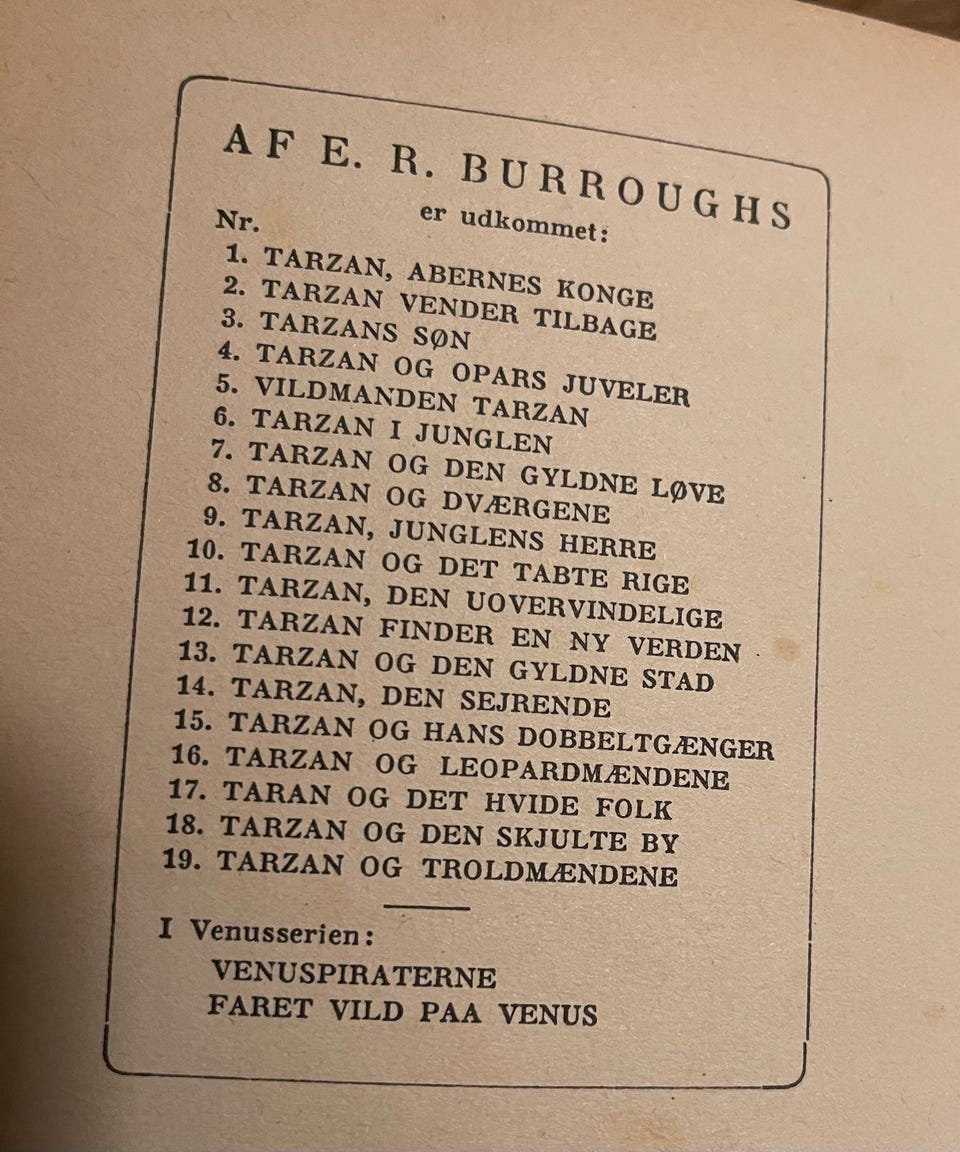 AF E. R. BURROUGHS
er udkommet:
Nr.
1. TARZAN, ABERNES KONGE
2. TARZAN VENDER TILBAGE
3. TARZANS SØN
4. TARZAN OG OPARS JUVELER
5. VILDMANDEN TARZAN
6. TARZAN I JUNGLEN
7. TARZAN OG DEN GYLDNE LØVE
8. TARZAN OG DVÆRGENE
9. TARZAN, JUNGLENS HERRE
10. TARZAN OG DET TABTE RIGE
11. TARZAN, DEN UOVERVINDELIGE
12. TARZAN FINDER EN NY VERDEN
13. TARZAN OG DEN GYLDNE STAD
14. TARZAN, DEN SEJRENDE
15. TARZAN OG HANS DOBBELTGÆNGER
16. TARZAN OG LEOPARDMÆNDENE
17. TARAN OG DET HVIDE FOLK
18. TARZAN OG DEN SKJULTE BY
19. TARZAN OG TROLDMÆNDENE
I Venusserien:
VENUSPIRATERNE
FARET VILD PAA VENUS